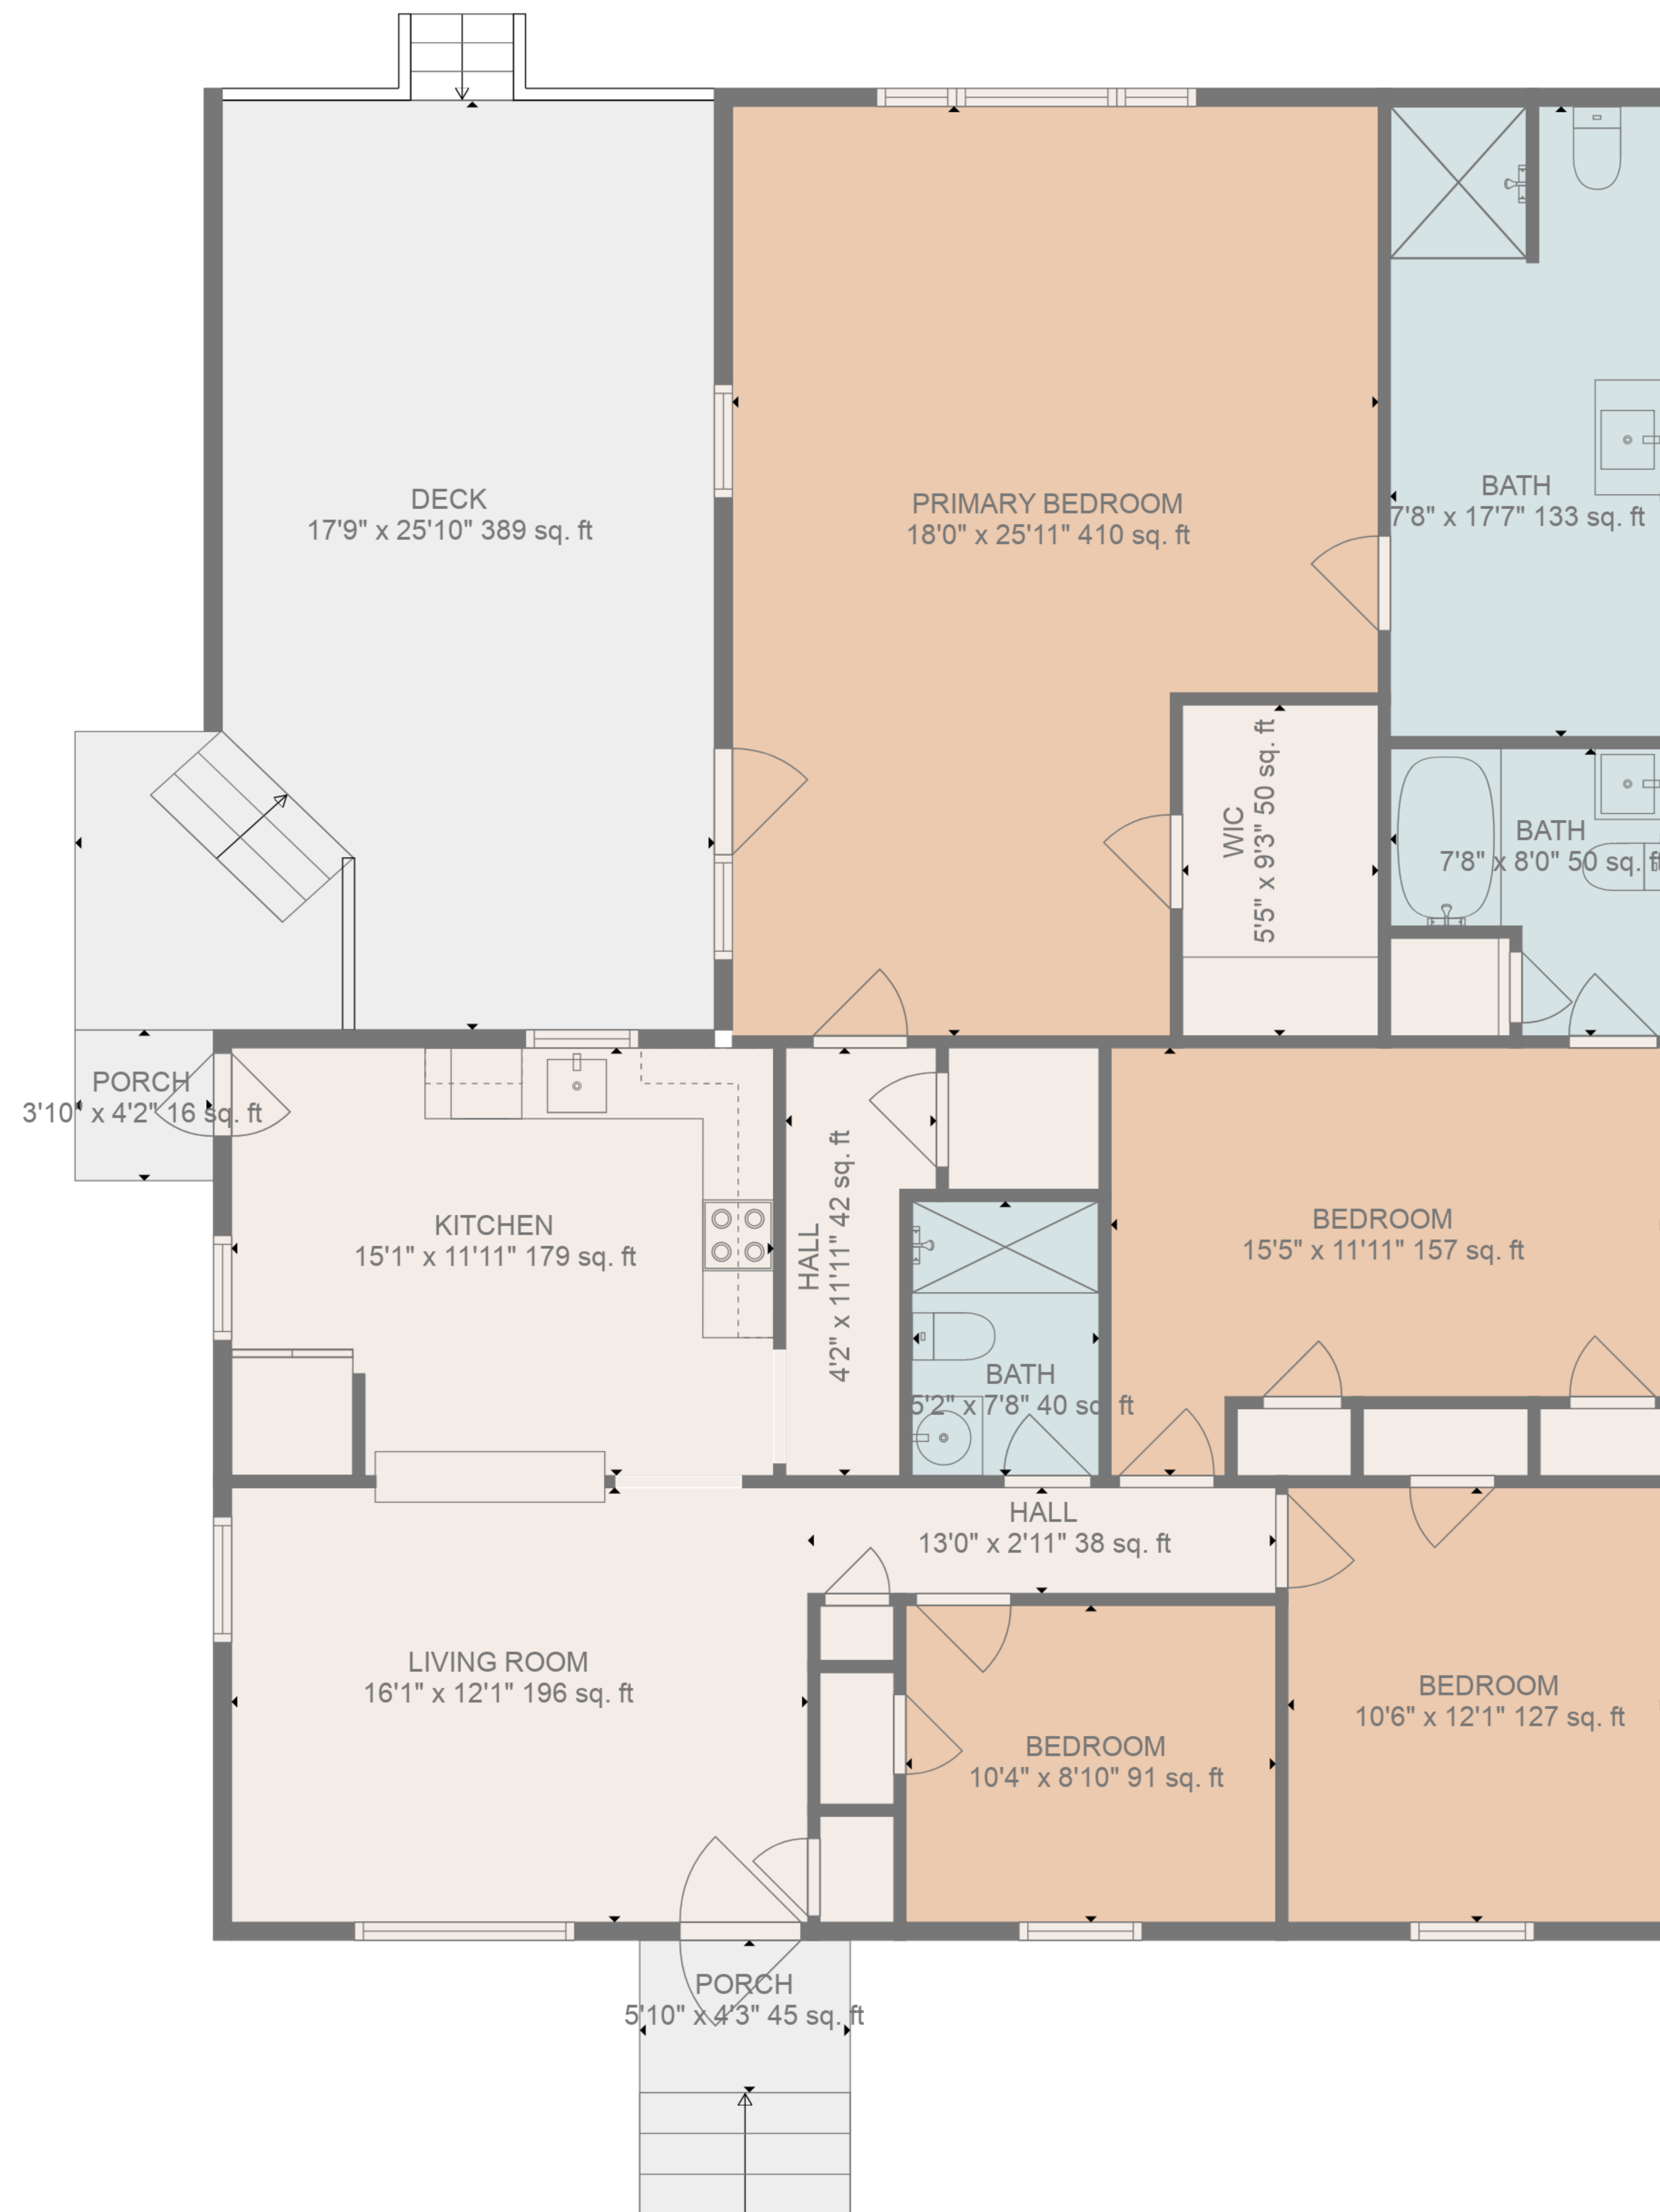 DECK
17'9" x 25'10" 389 sq. ft
PRIMARY BEDROOM
18'0" x 25'11" 410 sq. ft
BATH
7'8" x 17'7" 133 sq. ft
WIC
5'5" x 9'3" 50 sq. ft
BATH
7'8" x 8'0" 50 sq. ft
PORCH
3'10" x 4'2" 16 sq. ft
KITCHEN
15'1" x 11'11" 179 sq. ft
HALL
4'2" x 11'11" 42 sq. ft
BEDROOM
15'5" x 11'11" 157 sq. ft
BATH
5'2" x 7'8" 40 sq. ft
HALL
13'0" x 2'11" 38 sq. ft
LIVING ROOM
16'1" x 12'1" 196 sq. ft
BEDROOM
10'4" x 8'10" 91 sq. ft
BEDROOM
10'6" x 12'1" 127 sq. ft
PORCH
5'10" x 4'3" 45 sq. ft